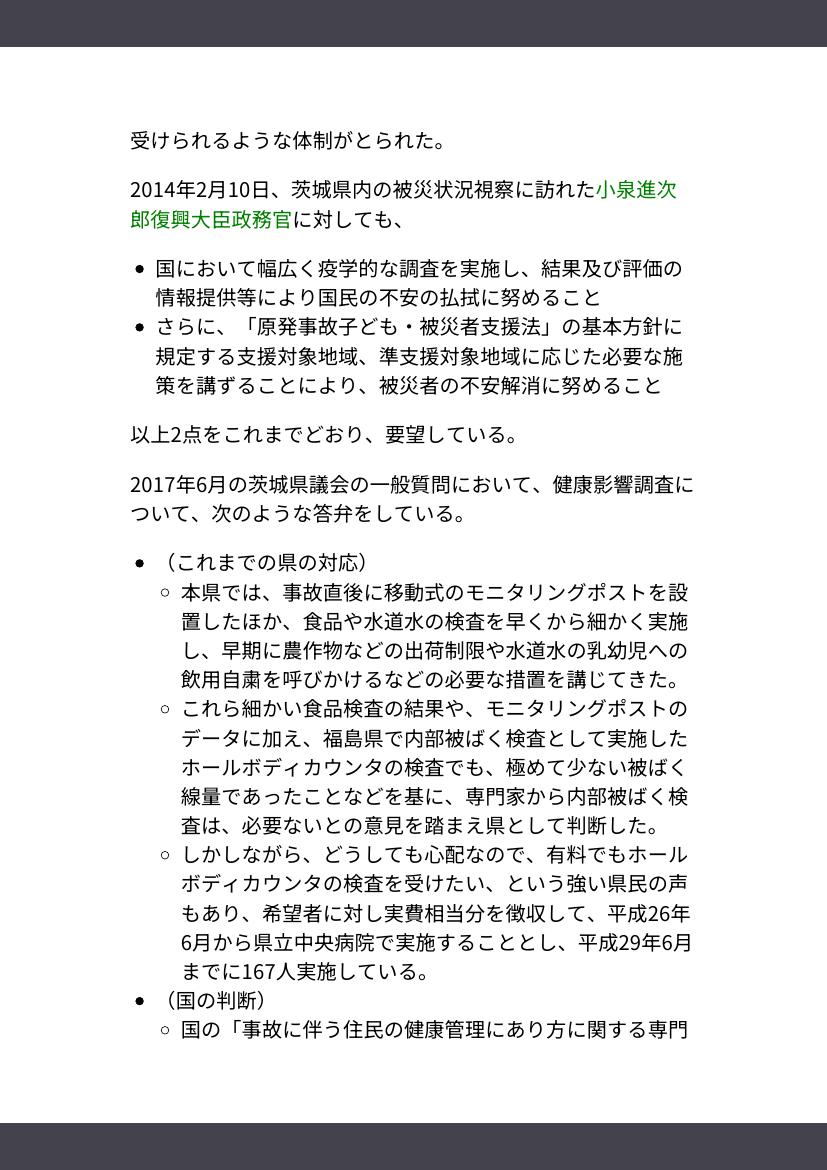 受けられるような体制がとられた。
2014年2月10日、茨城県内の被災状況視察に訪れた小泉進次
郎復興大臣政務官に対しても、
● 国において幅広く疫学的な調査を実施し、結果及び評価の
情報提供等により国民の不安の払拭に努めること
● さらに、「原発事故子ども・被災者支援法」の基本方針に
規定する支援対象地域、準支援対象地域に応じた必要な施
策を講ずることにより、被災者の不安解消に努めること
以上2点をこれまでどおり、要望している。
2017年6月の茨城県議会の一般質問において、健康影響調査に
ついて、次のような答弁をしている。
● （これまでの県の対応）
○ 本県では、事故直後に移動式のモニタリングポストを設
置したほか、食品や水道水の検査を早くから細かく実施
し、早期に農作物などの出荷制限や水道水の乳幼児への
飲用自粛を呼びかけるなどの必要な措置を講じてきた。
○ これら細かい食品検査の結果や、モニタリングポストの
データに加え、福島県で内部被ばく検査として実施した
ホールボディカウンタの検査でも、極めて少ない被ばく
線量であったことなどを基に、専門家から内部被ばく検
査は、必要ないとの意見を踏まえ県として判断した。
○ しかしながら、どうしても心配なので、有料でもホール
ボディカウンタの検査を受けたい、という強い県民の声
もあり、希望者に対し実費相当分を徴収して、平成26年
6月から県立中央病院で実施することとし、平成29年6月
までに167人実施している。
● （国の判断）
○ 国の「事故に伴う住民の健康管理にあり方に関する専門